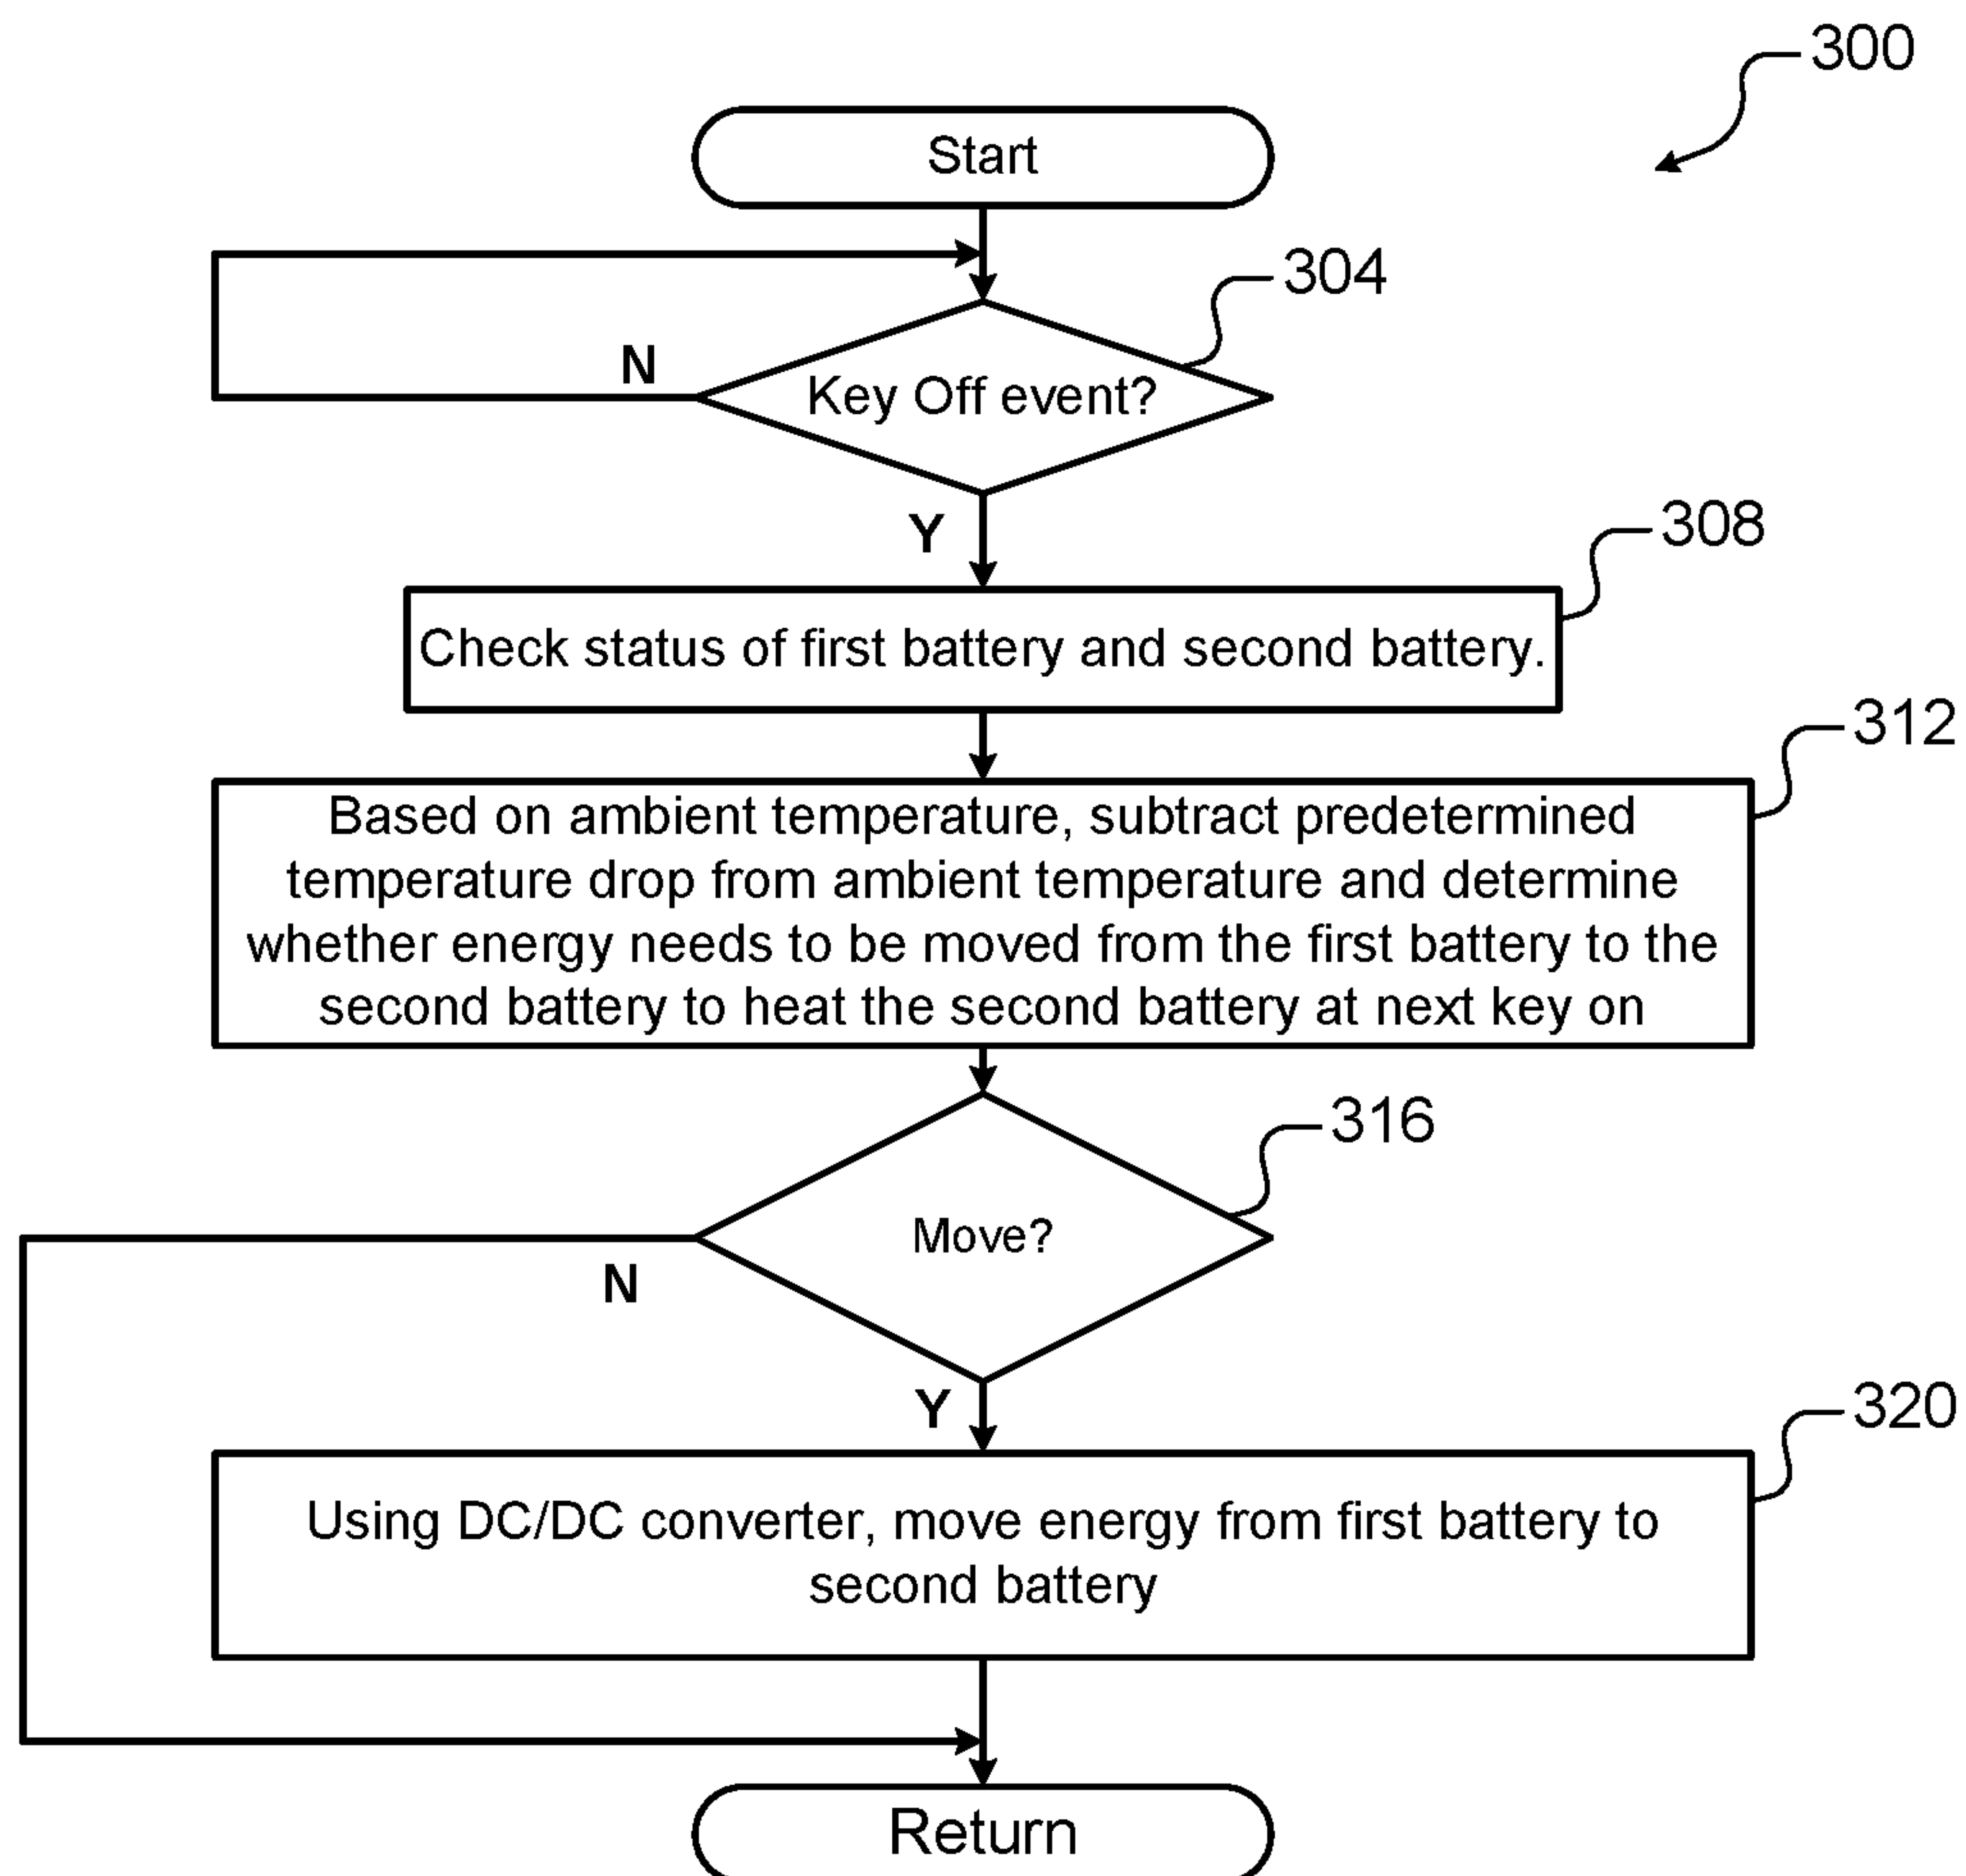 300
Start
304
N
Key Off event?
Y
308
Check status of first battery and second battery.
312
Based on ambient temperature, subtract predetermined
temperature drop from ambient temperature and determine
whether energy needs to be moved from the first battery to the
second battery to heat the second battery at next key on
316
Move?
N
Y
320
Using DC/DC converter, move energy from first battery to
second battery
Return